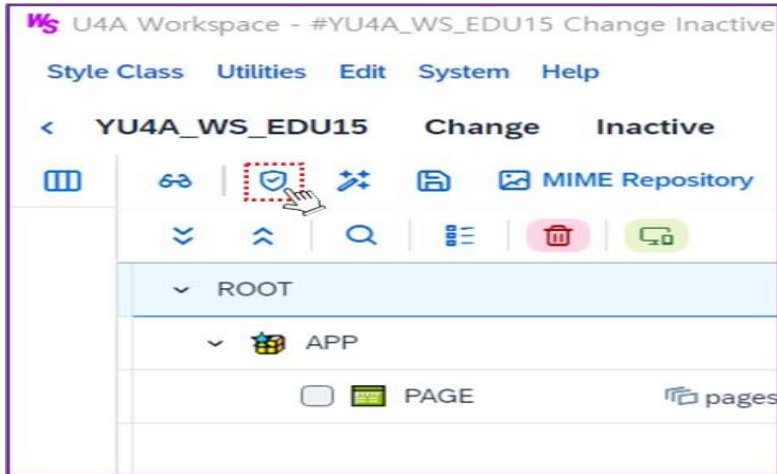 WS U4A Workspace - #YU4A_WS_EDU15 Change Inactive
Style Class Utilities Edit System Help
< YU4A_WS_EDU15 Change Inactive
MIME Repository
ROOT
APP
PAGE pages